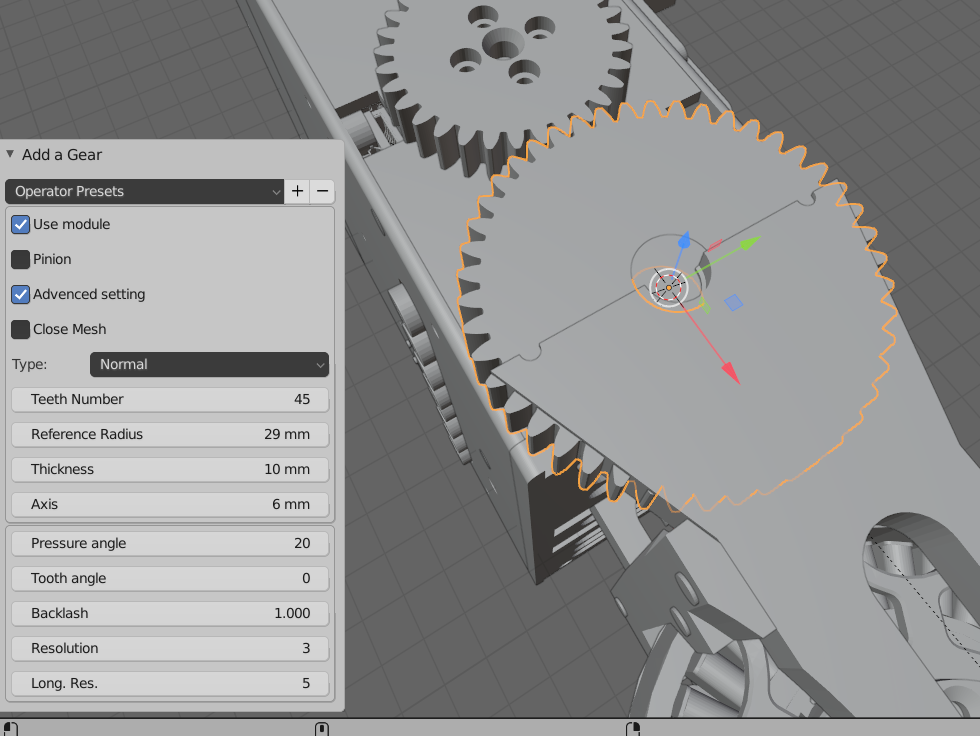 Add a Gear
Operator Presets + −
Use module
Pinion
Advanced setting
Close Mesh
Type: Normal
Teeth Number 45
Reference Radius 29 mm
Thickness 10 mm
Axis 6 mm
Pressure angle 20
Tooth angle 0
Backlash 1.000
Resolution 3
Long. Res. 5